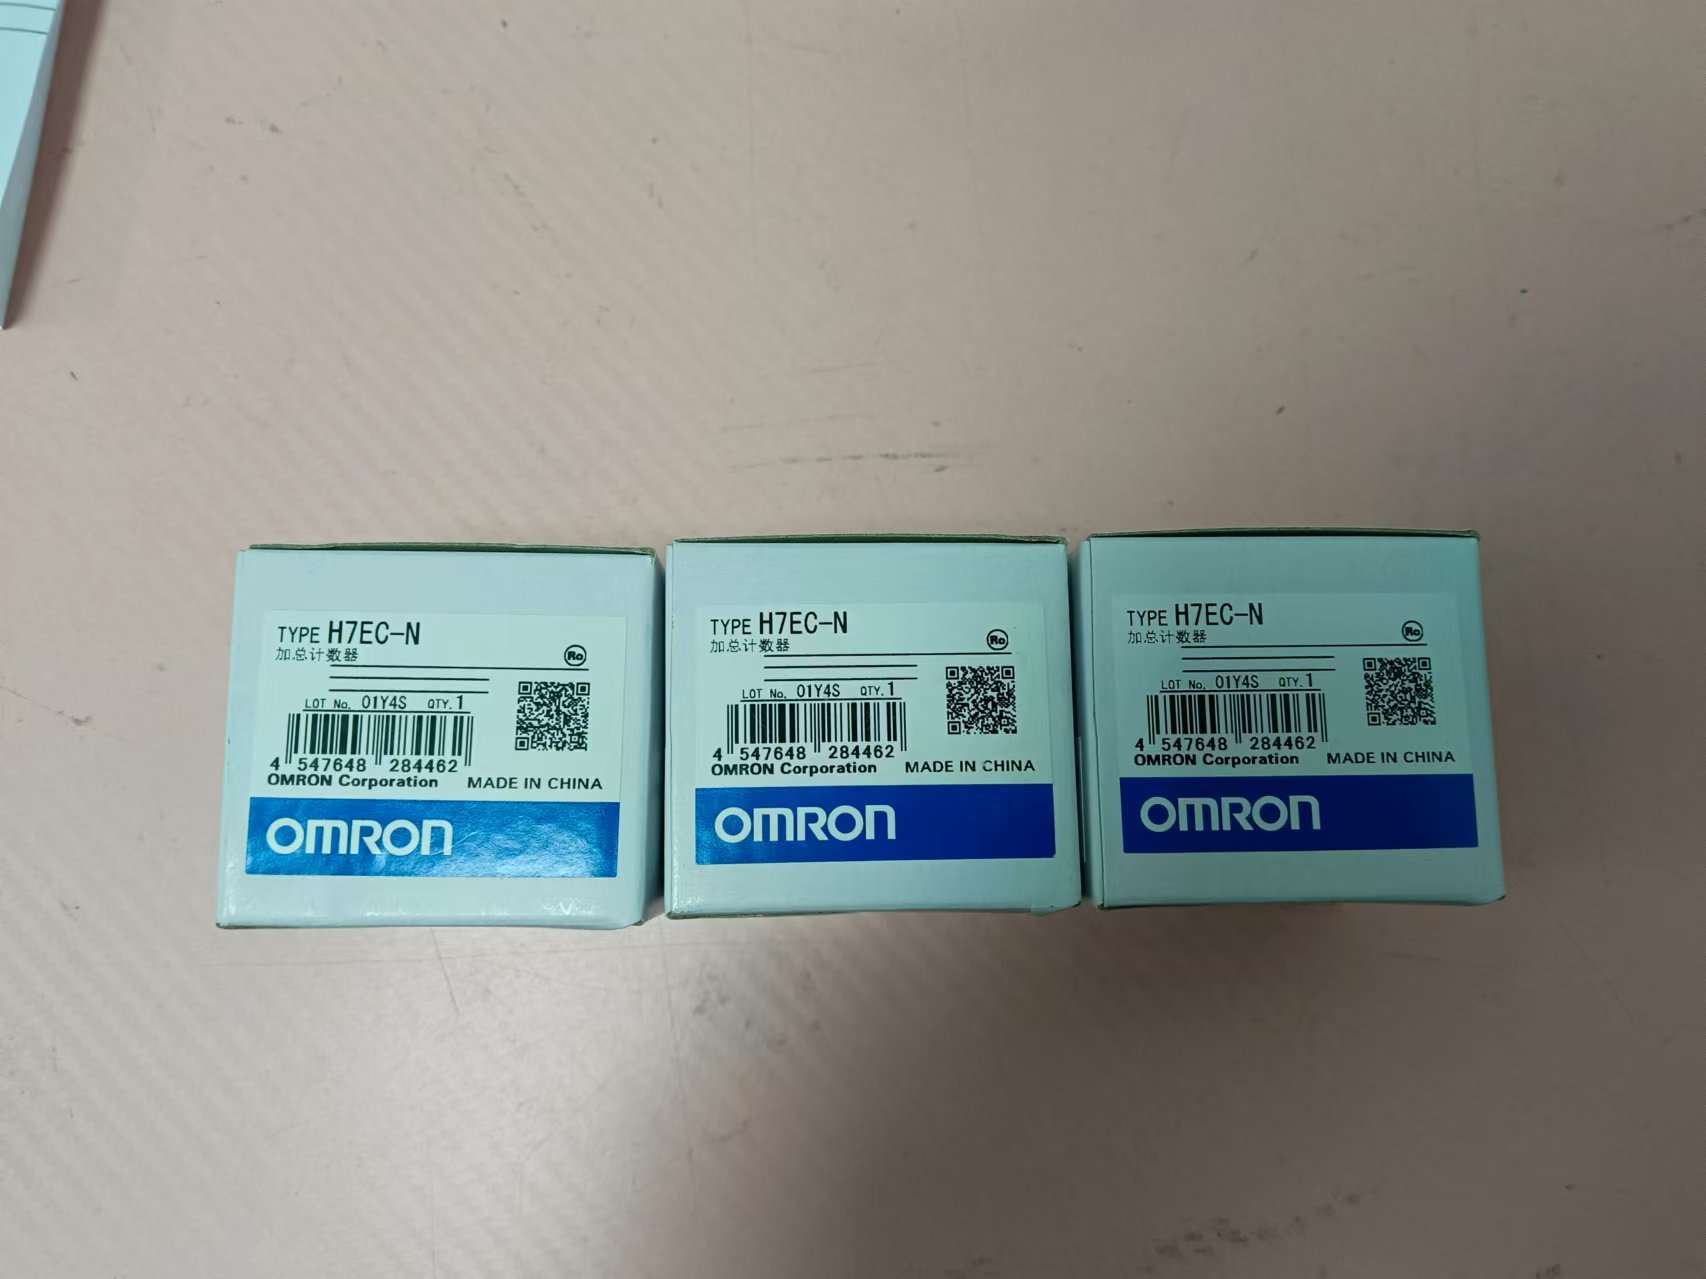 TYPE H7EC-N
加总计数器
Ro
LOT No. 01Y4S QTY. 1
4 547648 284462
OMRON Corporation MADE IN CHINA
OMRON
TYPE H7EC-N
加总计数器
Ro
LOT No. 01Y4S QTY. 1
4 547648 284462
OMRON Corporation MADE IN CHINA
OMRON
TYPE H7EC-N
加总计数器
Ro
LOT No. 01Y4S QTY. 1
4 547648 284462
OMRON Corporation MADE IN CHINA
OMRON